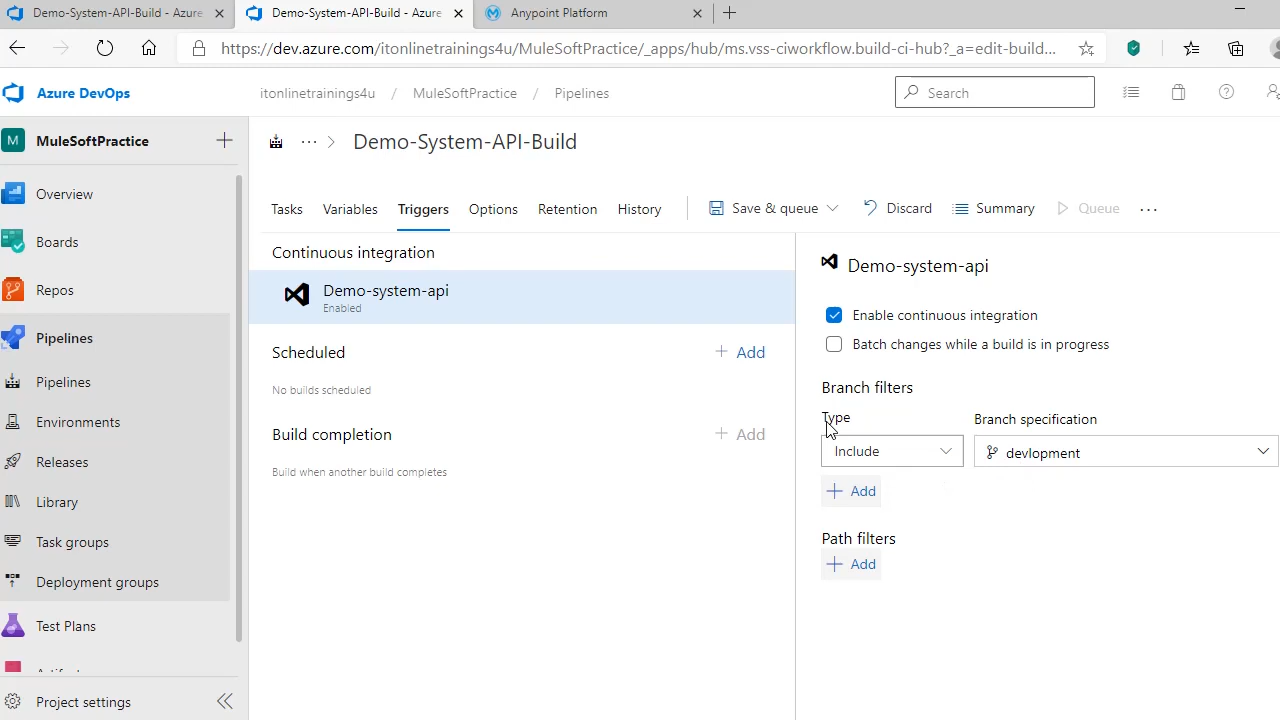 Demo-System-API-Build - Azure
Demo-System-API-Build - Azure
Anypoint Platform
https://dev.azure.com/itonlinetrainings4u/MuleSoftPractice/_apps/hub/ms.vss-ciworkflow.build-ci-hub?_a=edit-build...
Azure DevOps
itonlinetrainings4u / MuleSoftPractice / Pipelines
Search
M MuleSoftPractice
Demo-System-API-Build
Overview
Boards
Repos
Pipelines
Pipelines
Environments
Releases
Library
Task groups
Deployment groups
Test Plans
Project settings
Tasks Variables Triggers Options Retention History Save & queue Discard Summary Queue ...
Continuous integration
Demo-system-api
Enabled
Scheduled
+ Add
No builds scheduled
Build completion
+ Add
Build when another build completes
Demo-system-api
Enable continuous integration
Batch changes while a build is in progress
Branch filters
Type Branch specification
Include devlopment
+ Add
Path filters
+ Add